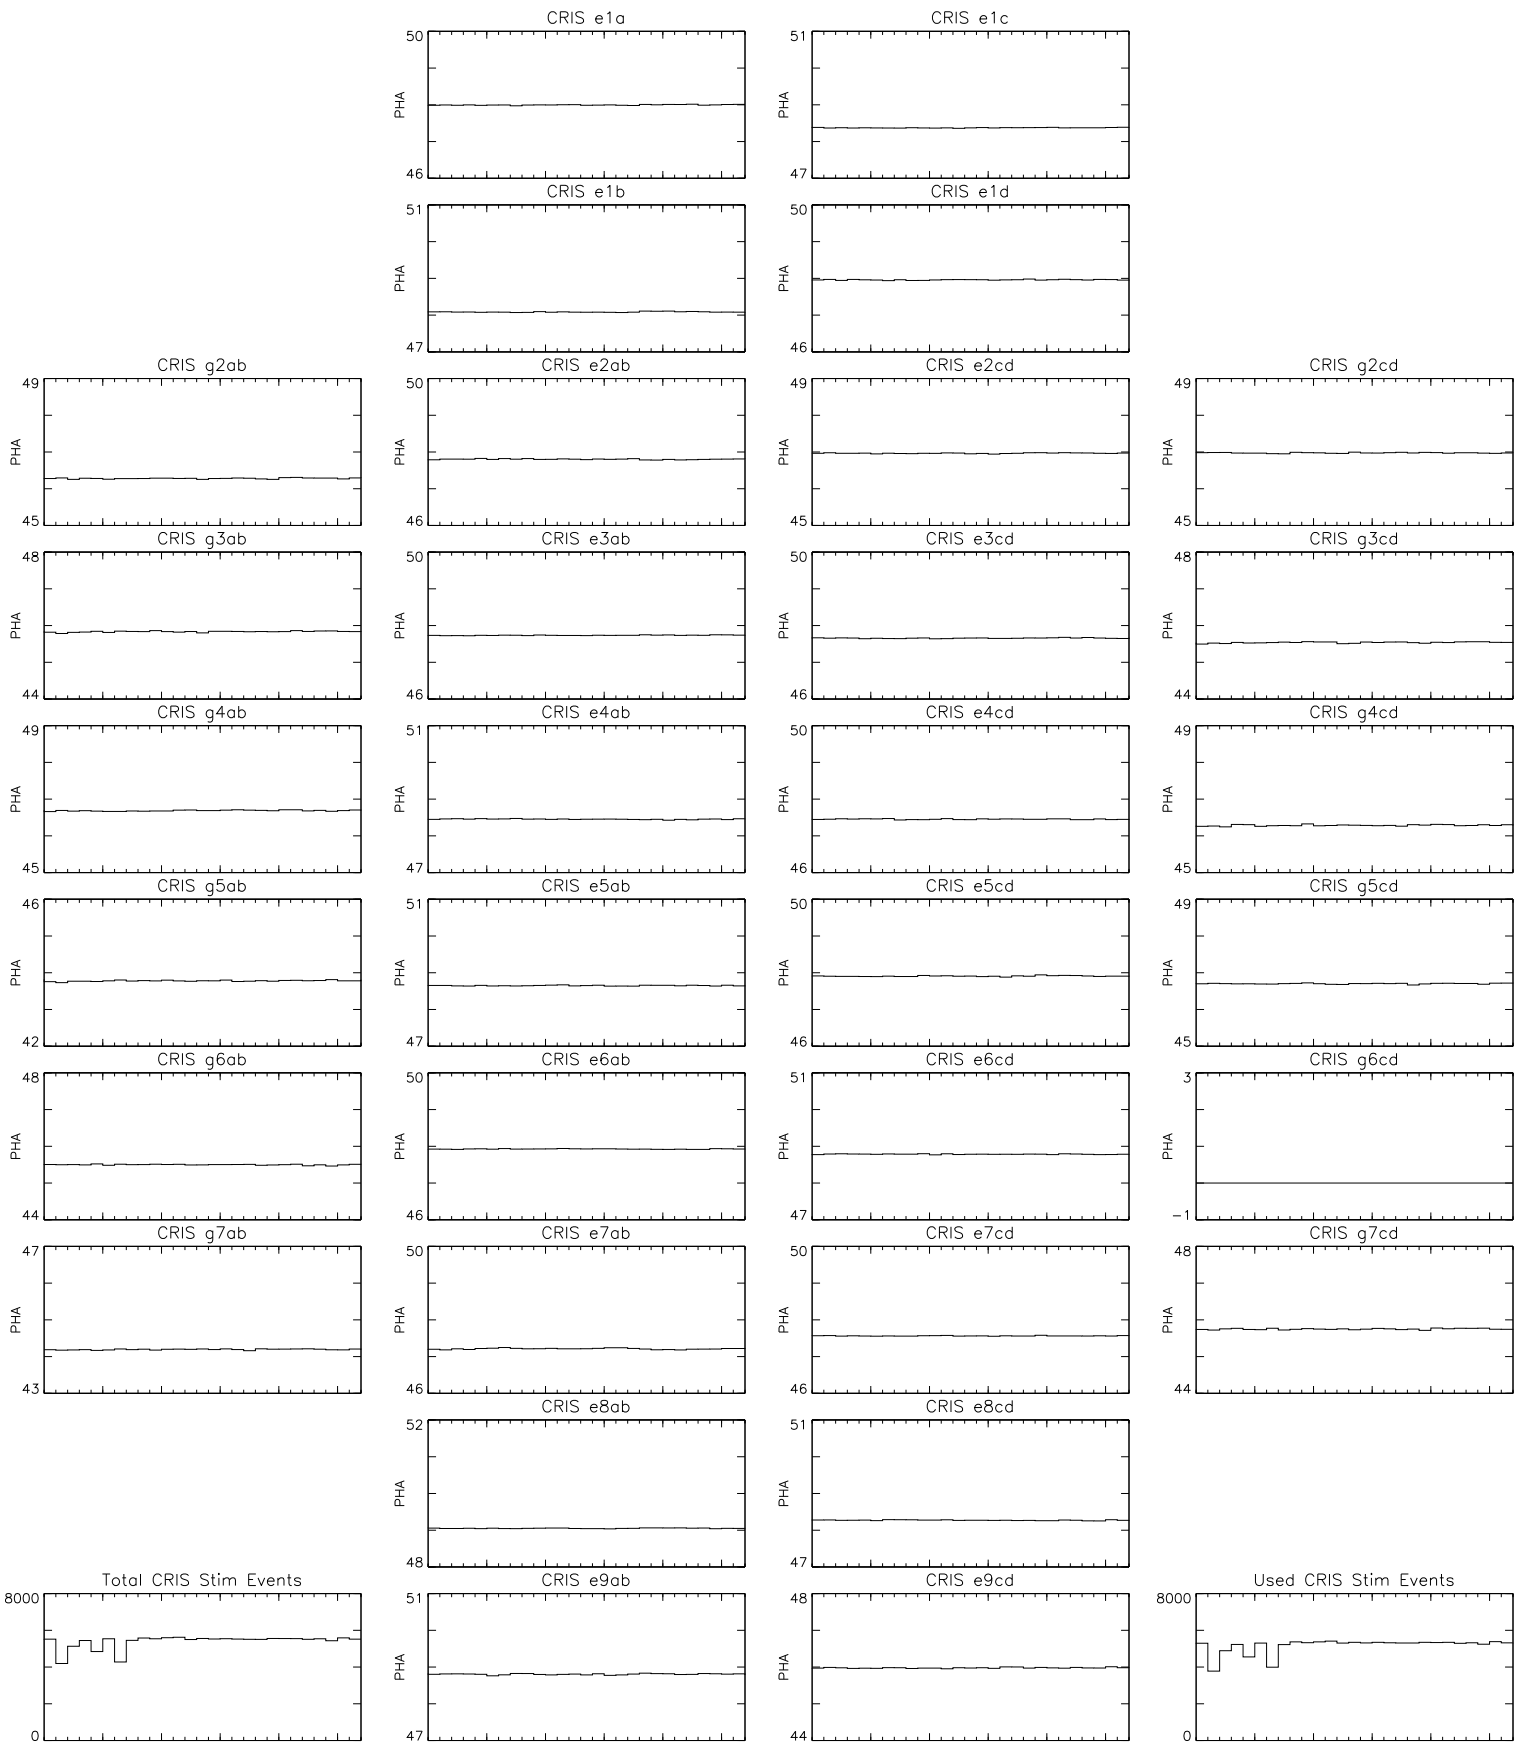 CRIS e1a
50
PHA
46
CRIS e1c
51
PHA
47
CRIS e1b
51
PHA
47
CRIS e1d
50
PHA
46
CRIS g2ab
49
PHA
45
CRIS e2ab
50
PHA
46
CRIS e2cd
49
PHA
45
CRIS g2cd
49
PHA
45
CRIS g3ab
48
PHA
44
CRIS e3ab
50
PHA
46
CRIS e3cd
50
PHA
46
CRIS g3cd
48
PHA
44
CRIS g4ab
49
PHA
45
CRIS e4ab
51
PHA
47
CRIS e4cd
50
PHA
46
CRIS g4cd
49
PHA
45
CRIS g5ab
46
PHA
42
CRIS e5ab
51
PHA
47
CRIS e5cd
50
PHA
46
CRIS g5cd
49
PHA
45
CRIS g6ab
48
PHA
44
CRIS e6ab
50
PHA
46
CRIS e6cd
51
PHA
47
CRIS g6cd
3
PHA
-1
CRIS g7ab
47
PHA
43
CRIS e7ab
50
PHA
46
CRIS e7cd
50
PHA
46
CRIS g7cd
48
PHA
44
CRIS e8ab
52
PHA
48
CRIS e8cd
51
PHA
47
Total CRIS Stim Events
8000
0
CRIS e9ab
51
PHA
47
CRIS e9cd
48
PHA
44
Used CRIS Stim Events
8000
0